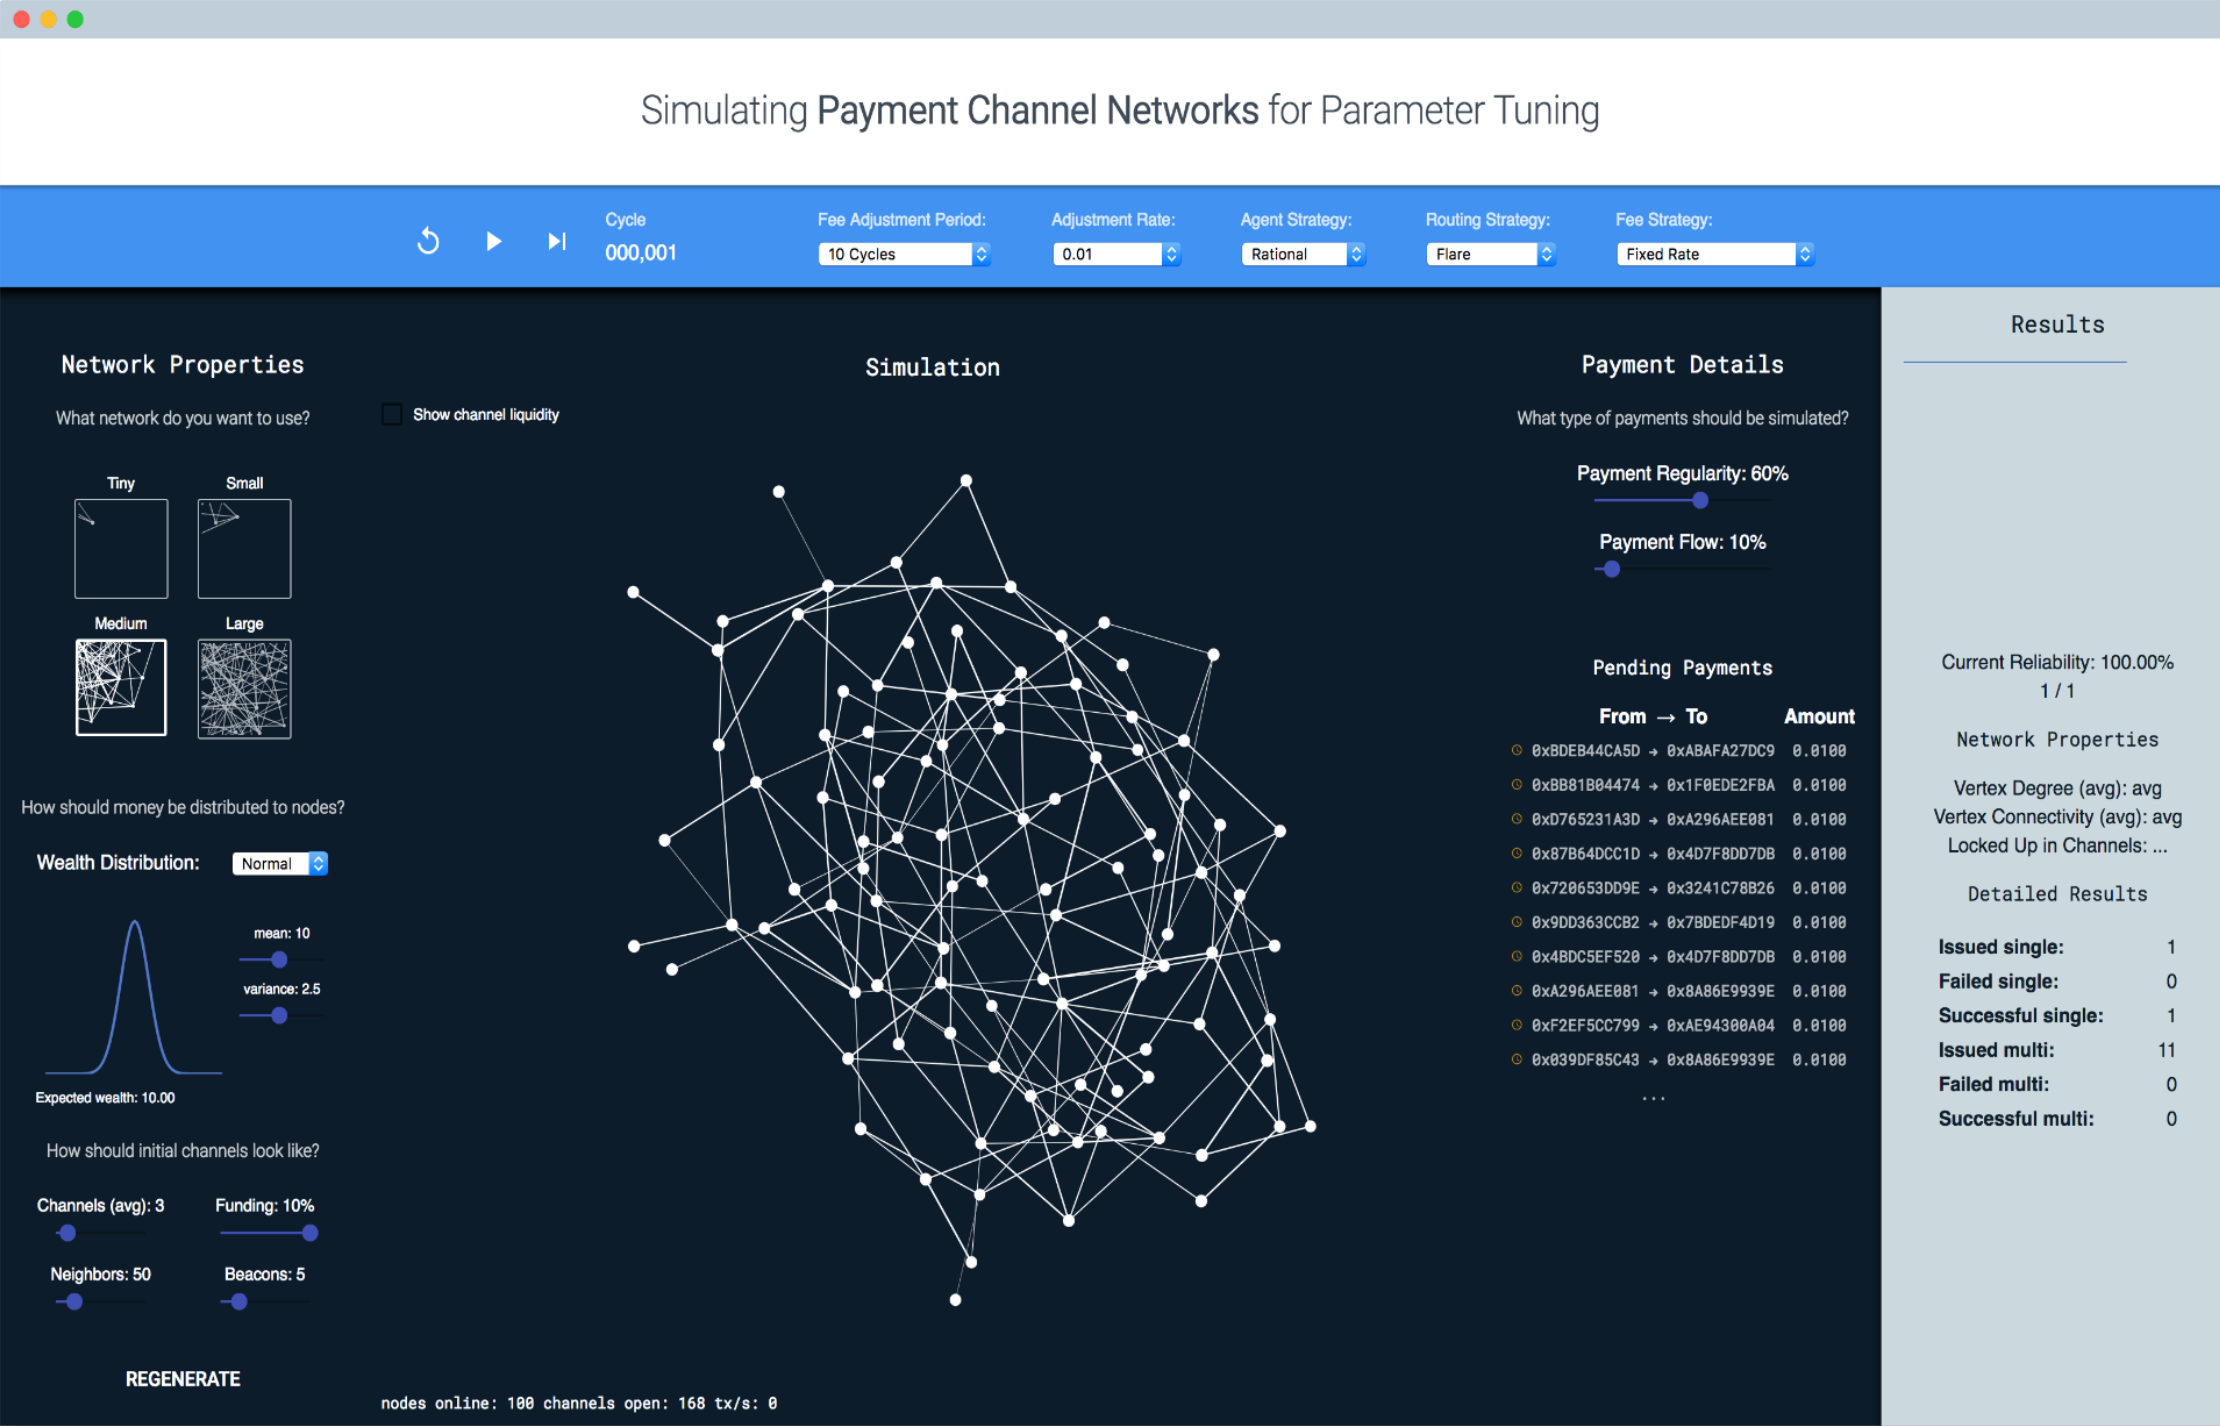 Simulating Payment Channel Networks for Parameter Tuning
Cycle
000,001
Fee Adjustment Period:
10 Cycles
Adjustment Rate:
0.01
Agent Strategy:
Rational
Routing Strategy:
Flare
Fee Strategy:
Fixed Rate
Network Properties
What network do you want to use?
Tiny
Small
Medium
Large
How should money be distributed to nodes?
Wealth Distribution:
Normal
mean: 10
variance: 2.5
Expected wealth: 10.00
How should initial channels look like?
Channels (avg): 3
Funding: 10%
Neighbors: 50
Beacons: 5
REGENERATE
Simulation
Show channel liquidity
nodes online: 100 channels open: 168 tx/s: 0
Payment Details
What type of payments should be simulated?
Payment Regularity: 60%
Payment Flow: 10%
Pending Payments
From → To Amount
0xBDEB44CA5D → 0xABAFA27DC9 0.0100
0xBB81B04474 → 0x1F0EDE2FBA 0.0100
0xD765231A3D → 0xA296AEE081 0.0100
0x87B64DCC1D → 0x4D7F8DD7DB 0.0100
0x720653DD9E → 0x3241C78B26 0.0100
0x9DD363CCB2 → 0x7BDEDF4D19 0.0100
0x4BDC5EF520 → 0x4D7F8DD7DB 0.0100
0xA296AEE081 → 0x8A86E9939E 0.0100
0xF2EF5CC799 → 0xAE94300A04 0.0100
0x039DF85C43 → 0x8A86E9939E 0.0100
...
Results
Current Reliability: 100.00%
1 / 1
Network Properties
Vertex Degree (avg): avg
Vertex Connectivity (avg): avg
Locked Up in Channels: ...
Detailed Results
Issued single: 1
Failed single: 0
Successful single: 1
Issued multi: 11
Failed multi: 0
Successful multi: 0